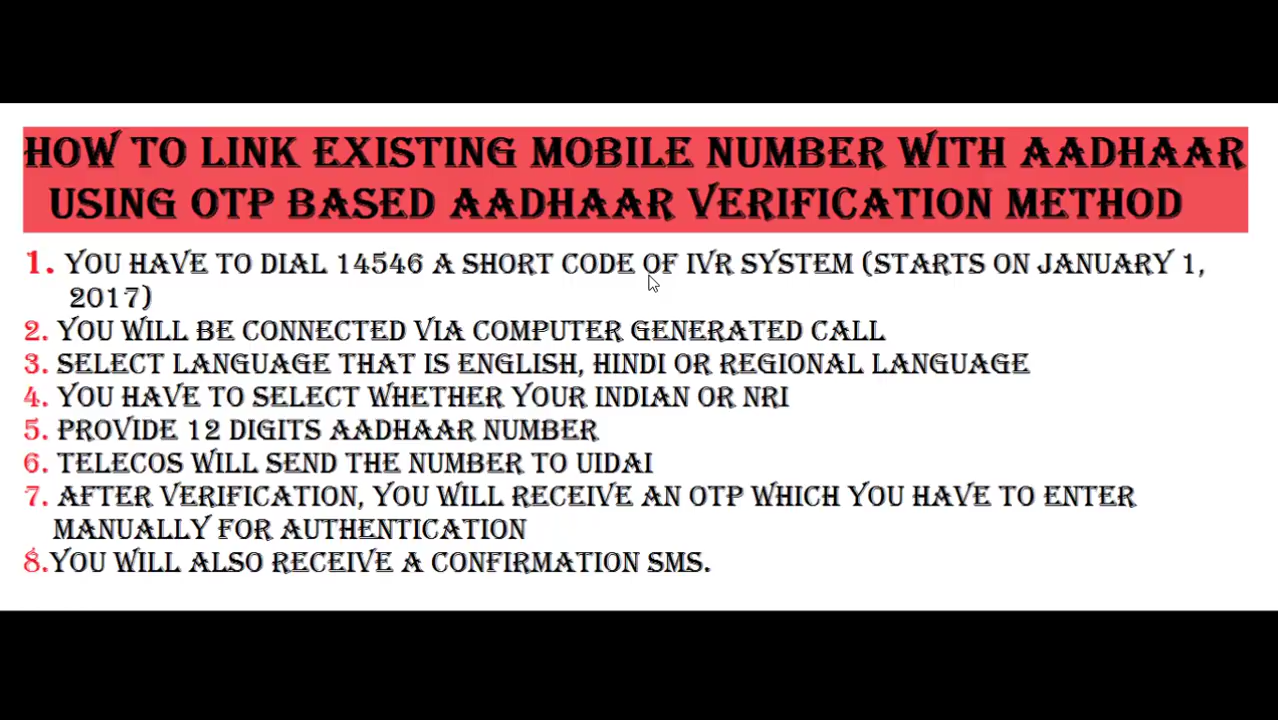 HOW TO LINK EXISTING MOBILE NUMBER WITH AADHAAR
USING OTP BASED AADHAAR VERIFICATION METHOD
1. YOU HAVE TO DIAL 14546 A SHORT CODE OF IVR SYSTEM (STARTS ON JANUARY 1,
2017)
2. YOU WILL BE CONNECTED VIA COMPUTER GENERATED CALL
3. SELECT LANGUAGE THAT IS ENGLISH, HINDI OR REGIONAL LANGUAGE
4. YOU HAVE TO SELECT WHETHER YOUR INDIAN OR NRI
5. PROVIDE 12 DIGITS AADHAAR NUMBER
6. TELECOS WILL SEND THE NUMBER TO UIDAI
7. AFTER VERIFICATION, YOU WILL RECEIVE AN OTP WHICH YOU HAVE TO ENTER
MANUALLY FOR AUTHENTICATION
8.YOU WILL ALSO RECEIVE A CONFIRMATION SMS.